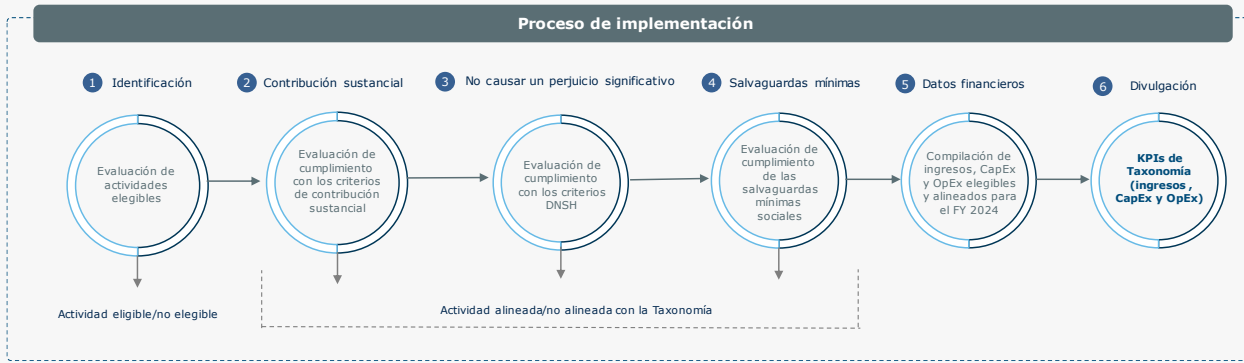 Proceso de implementación
1 Identificación
2 Contribución sustancial
3 No causar un perjuicio significativo
4 Salvaguardas mínimas
5 Datos financieros
6 Divulgación
Evaluación de
actividades
elegibles
Evaluación de
cumplimiento
con los criterios
de contribución
sustancial
Evaluación de
cumplimiento
con los criterios
DNSH
Evaluación de
cumplimiento
de las
salvaguardas
mínimas
sociales
Compilación de
ingresos, CapEx
y OpEx elegibles
y alineados para
el FY 2024
KPIs de
Taxonomía
(ingresos,
CapEx y OpEx)
Actividad eligible/no elegible
Actividad alineada/no alineada con la Taxonomía